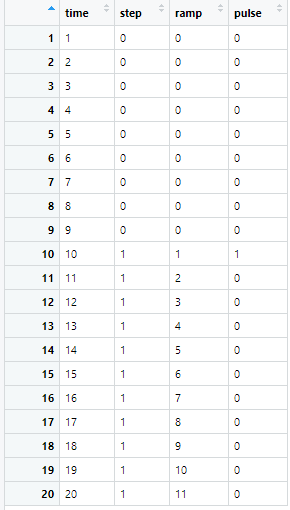 time step ramp pulse
1 1 0 0 0
2 2 0 0 0
3 3 0 0 0
4 4 0 0 0
5 5 0 0 0
6 6 0 0 0
7 7 0 0 0
8 8 0 0 0
9 9 0 0 0
10 10 1 1 1
11 11 1 2 0
12 12 1 3 0
13 13 1 4 0
14 14 1 5 0
15 15 1 6 0
16 16 1 7 0
17 17 1 8 0
18 18 1 9 0
19 19 1 10 0
20 20 1 11 0